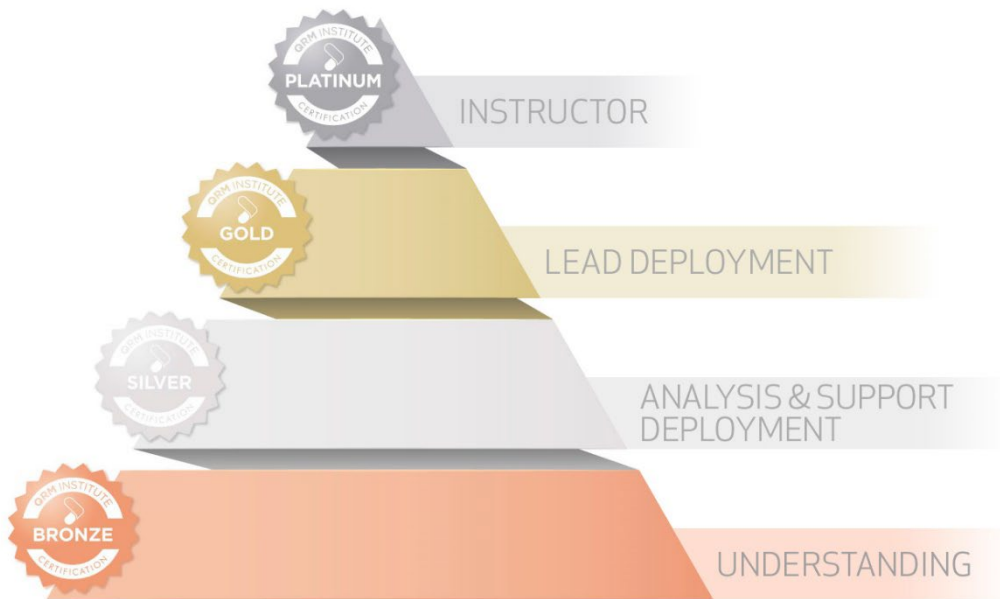 QRM INSTITUTE
PLATINUM
CERTIFICATION
INSTRUCTOR
QRM INSTITUTE
GOLD
CERTIFICATION
LEAD DEPLOYMENT
QRM INSTITUTE
SILVER
CERTIFICATION
ANALYSIS & SUPPORT
DEPLOYMENT
QRM INSTITUTE
BRONZE
CERTIFICATION
UNDERSTANDING